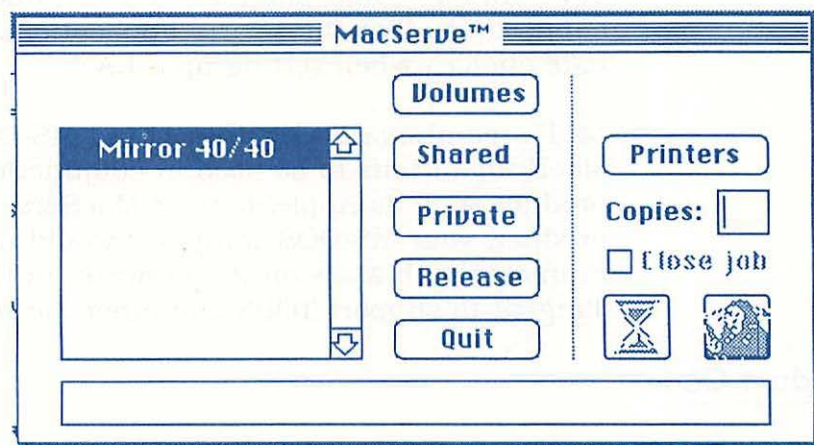 MacServe™
Mirror 40/40
Volumes
Shared
Private
Release
Quit
Printers
Copies:
Close job